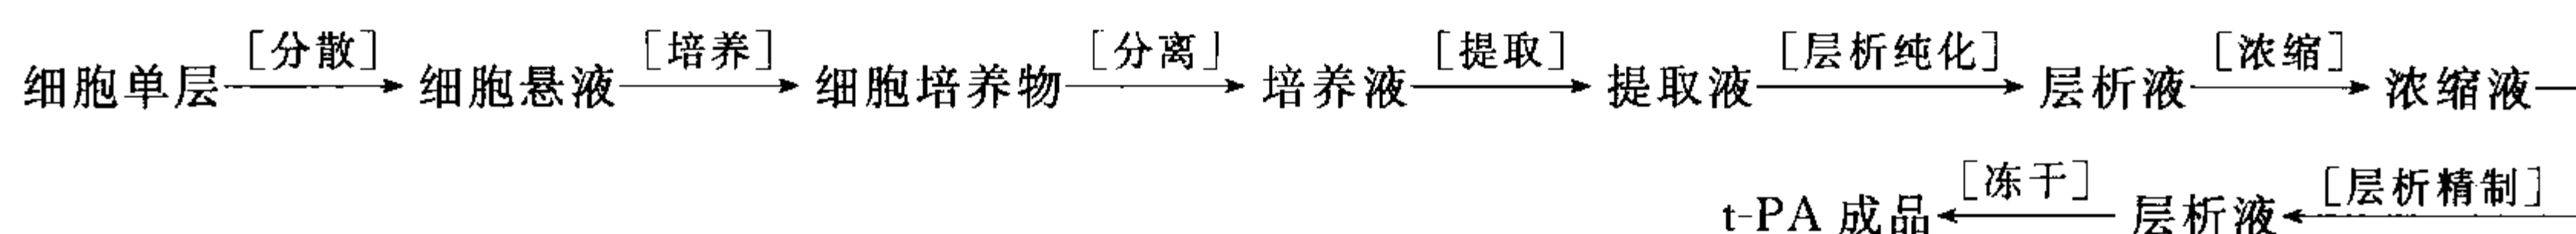 细胞单层 [分散] 细胞悬液 [培养] 细胞培养物 [分离] 培养液 [提取] 提取液 [层析纯化] 层析液 [浓缩] 浓缩液
t-PA 成品 [冻干] 层析液 [层析精制]